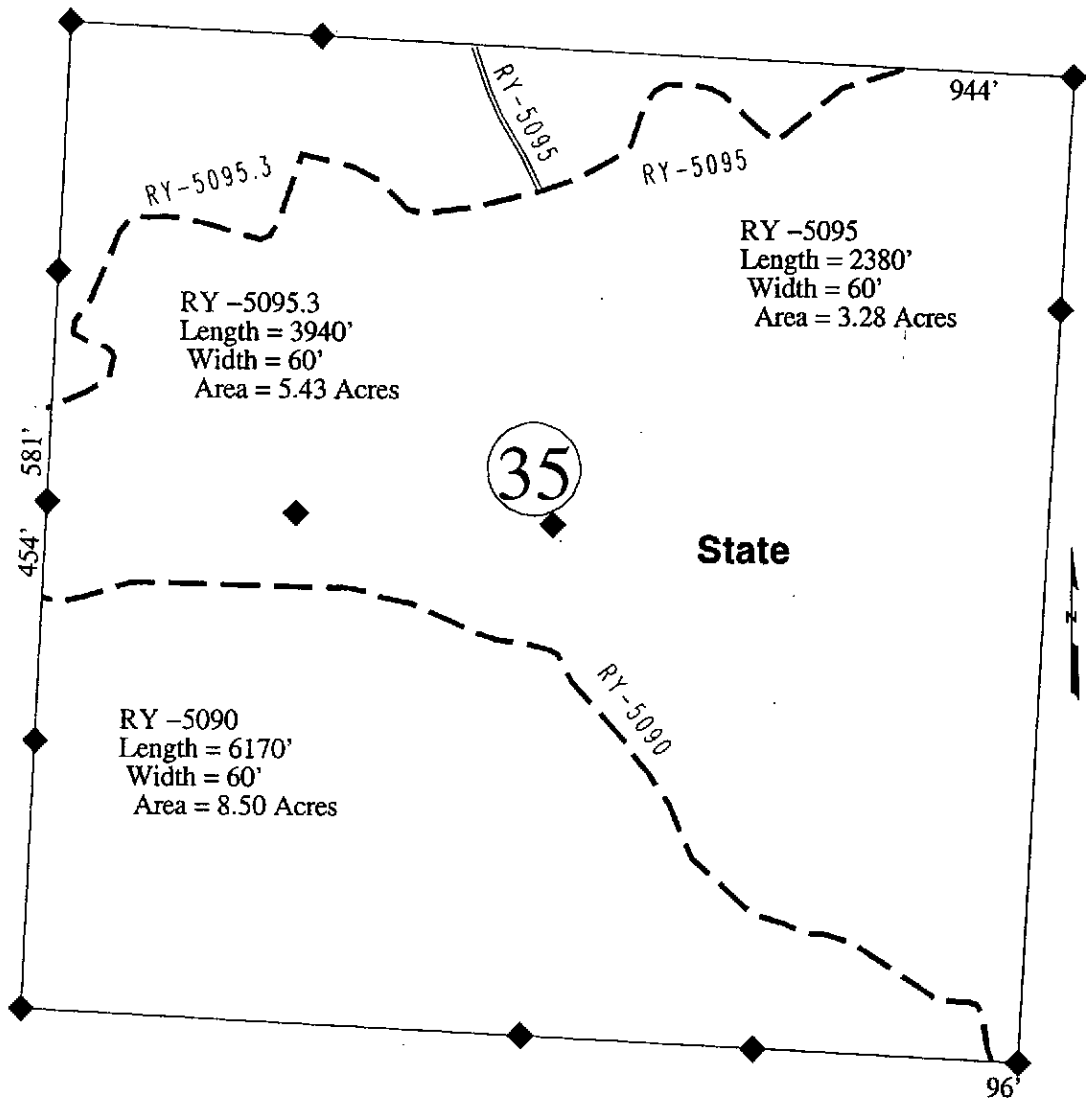 944'
RY-5095
RY-5095
RY-5095.3
RY –5095
Length = 2380'
Width = 60'
Area = 3.28 Acres
RY –5095.3
Length = 3940'
Width = 60'
Area = 5.43 Acres
581'
35
454'
State
N
RY-5090
RY –5090
Length = 6170'
Width = 60'
Area = 8.50 Acres
96'